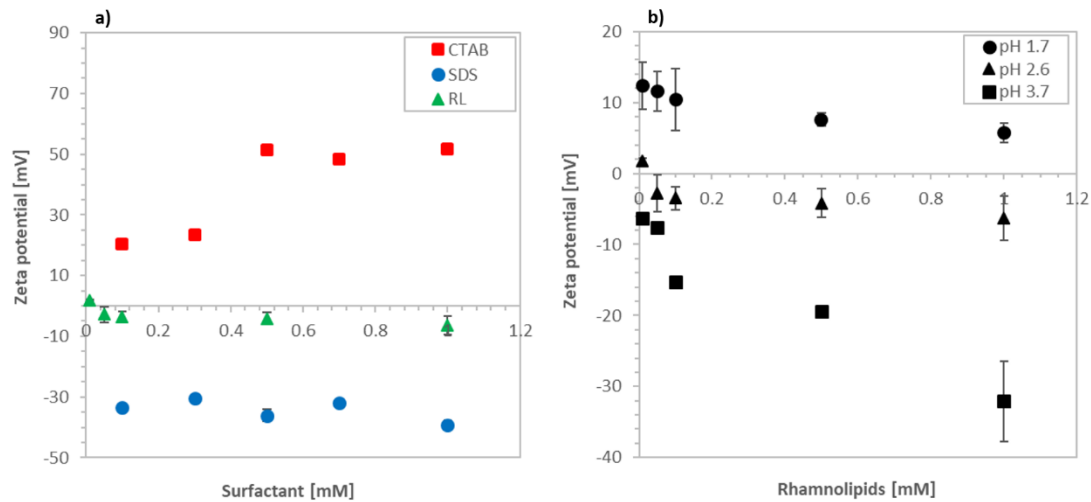 a)
90
70
50
30
10
-10
-30
-50
Zeta potential [mV]
CTAB
SDS
RL
0 0.2 0.4 0.6 0.8 1 1.2
Surfactant [mM]
b)
20
10
0
-10
-20
-30
-40
Zeta potential [mV]
pH 1.7
pH 2.6
pH 3.7
0 0.2 0.4 0.6 0.8 1 1.2
Rhamnolipids [mM]